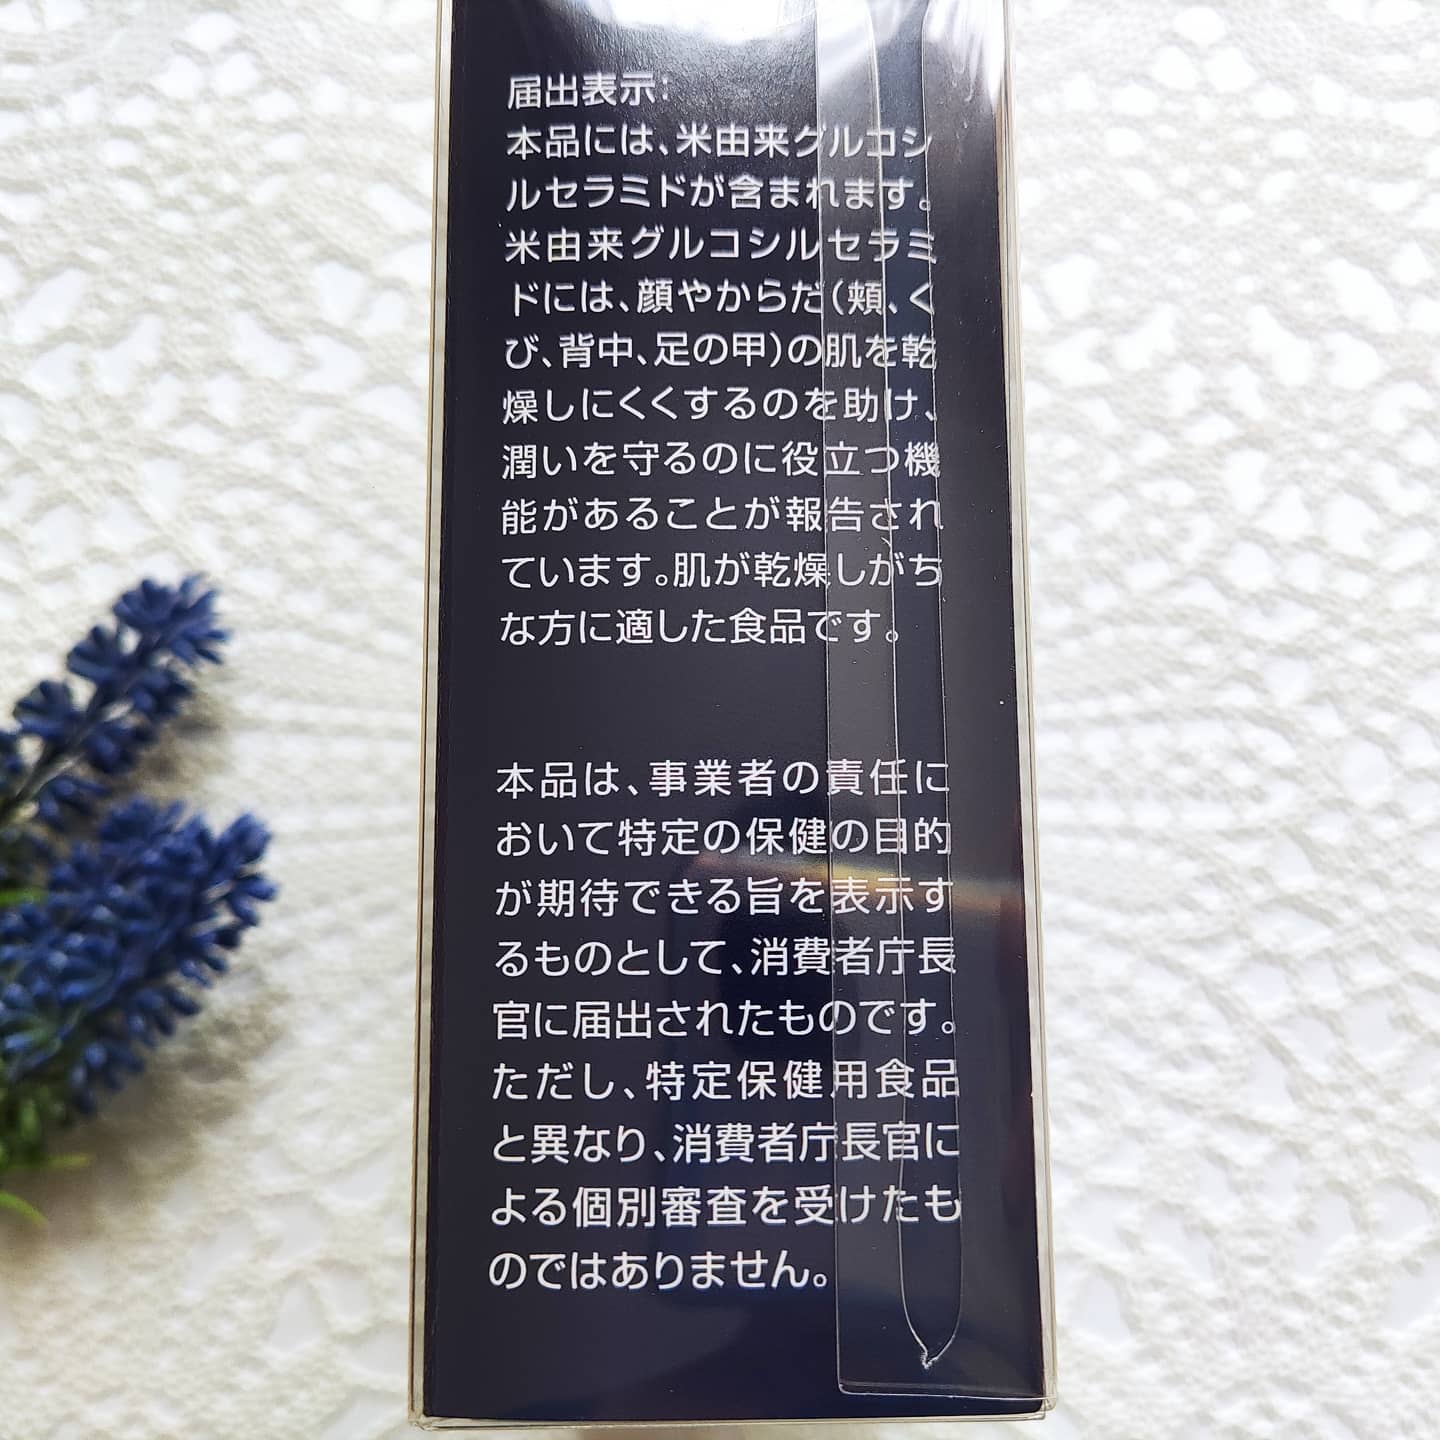 届出表示：
本品には、米由来グルコシ
ルセラミドが含まれます。
米由来グルコシルセラミ
ドには、顔やからだ（頬、く
び、背中、足の甲）の肌を乾
燥しにくくするのを助け、
潤いを守るのに役立つ機
能があることが報告され
ています。肌が乾燥しがち
な方に適した食品です。
本品は、事業者の責任に
おいて特定の保健の目的
が期待できる旨を表示す
るものとして、消費者庁長
官に届出されたものです。
ただし、特定保健用食品
と異なり、消費者庁長官に
よる個別審査を受けたも
のではありません。